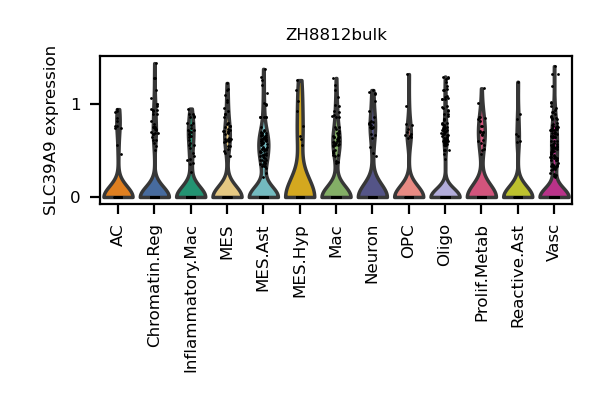 ZH8812bulk
SLC39A9 expression
1
0
AC
Chromatin.Reg
Inflammatory.Mac
MES
MES.Ast
MES.Hyp
Mac
Neuron
OPC
Oligo
Prolif.Metab
Reactive.Ast
Vasc